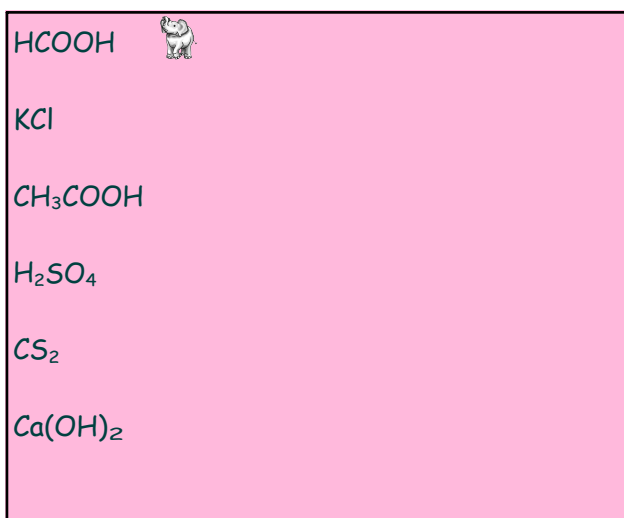 HCOOH
KCl
CH₃COOH
H₂SO₄
CS₂
Ca(OH)₂